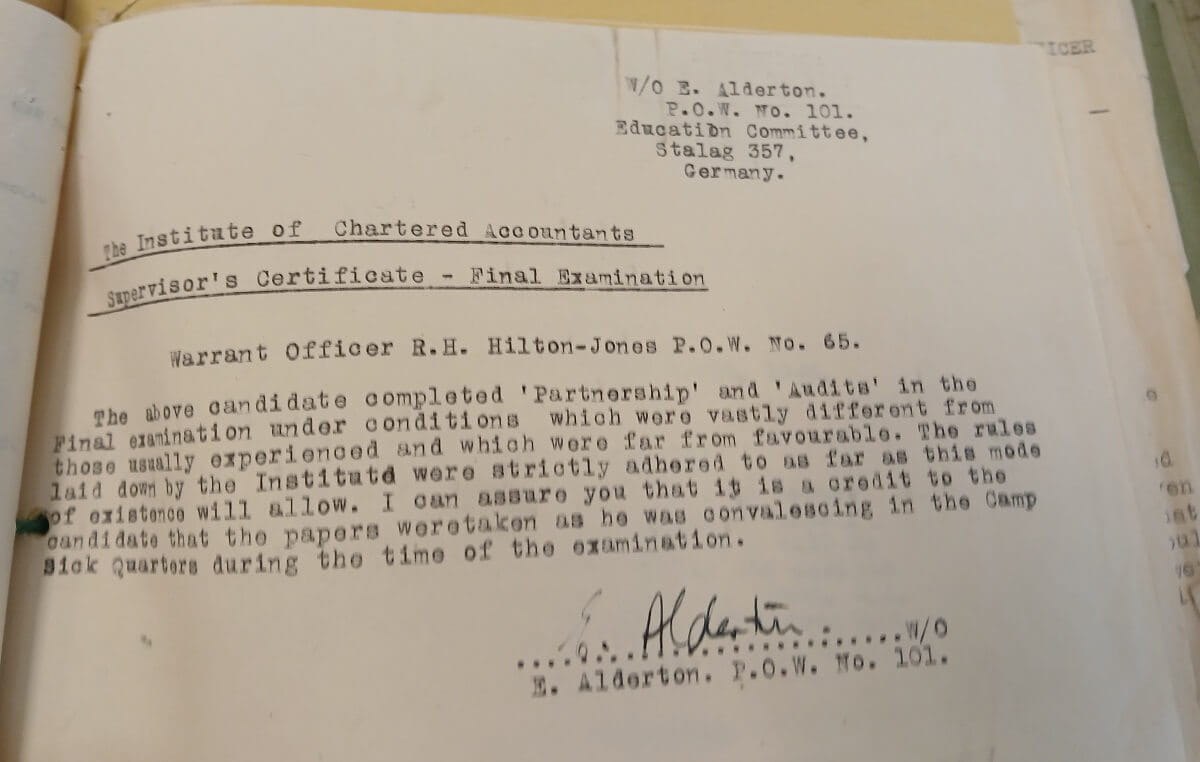 ICER
W/O E. Alderton.
P.O.W. No. 101.
Education Committee,
Stalag 357,
Germany.
The Institute of Chartered Accountants
Supervisor's Certificate - Final Examination
Warrant Officer R.H. Hilton-Jones P.O.W. No. 65.
The above candidate completed 'Partnership' and 'Audits' in the
Final examination under conditions which were vastly different from
those usually experienced and which were far from favourable. The rules
laid down by the Institutd were strictly adhered to as far as this mode
of existence will allow. I can assure you that it is a credit to the
candidate that the papers weretaken as he was convalescing in the Camp
Sick Quarters during the time of the examination.
E. Alderton
..........................W/O
E. Alderton. P.O.W. No. 101.